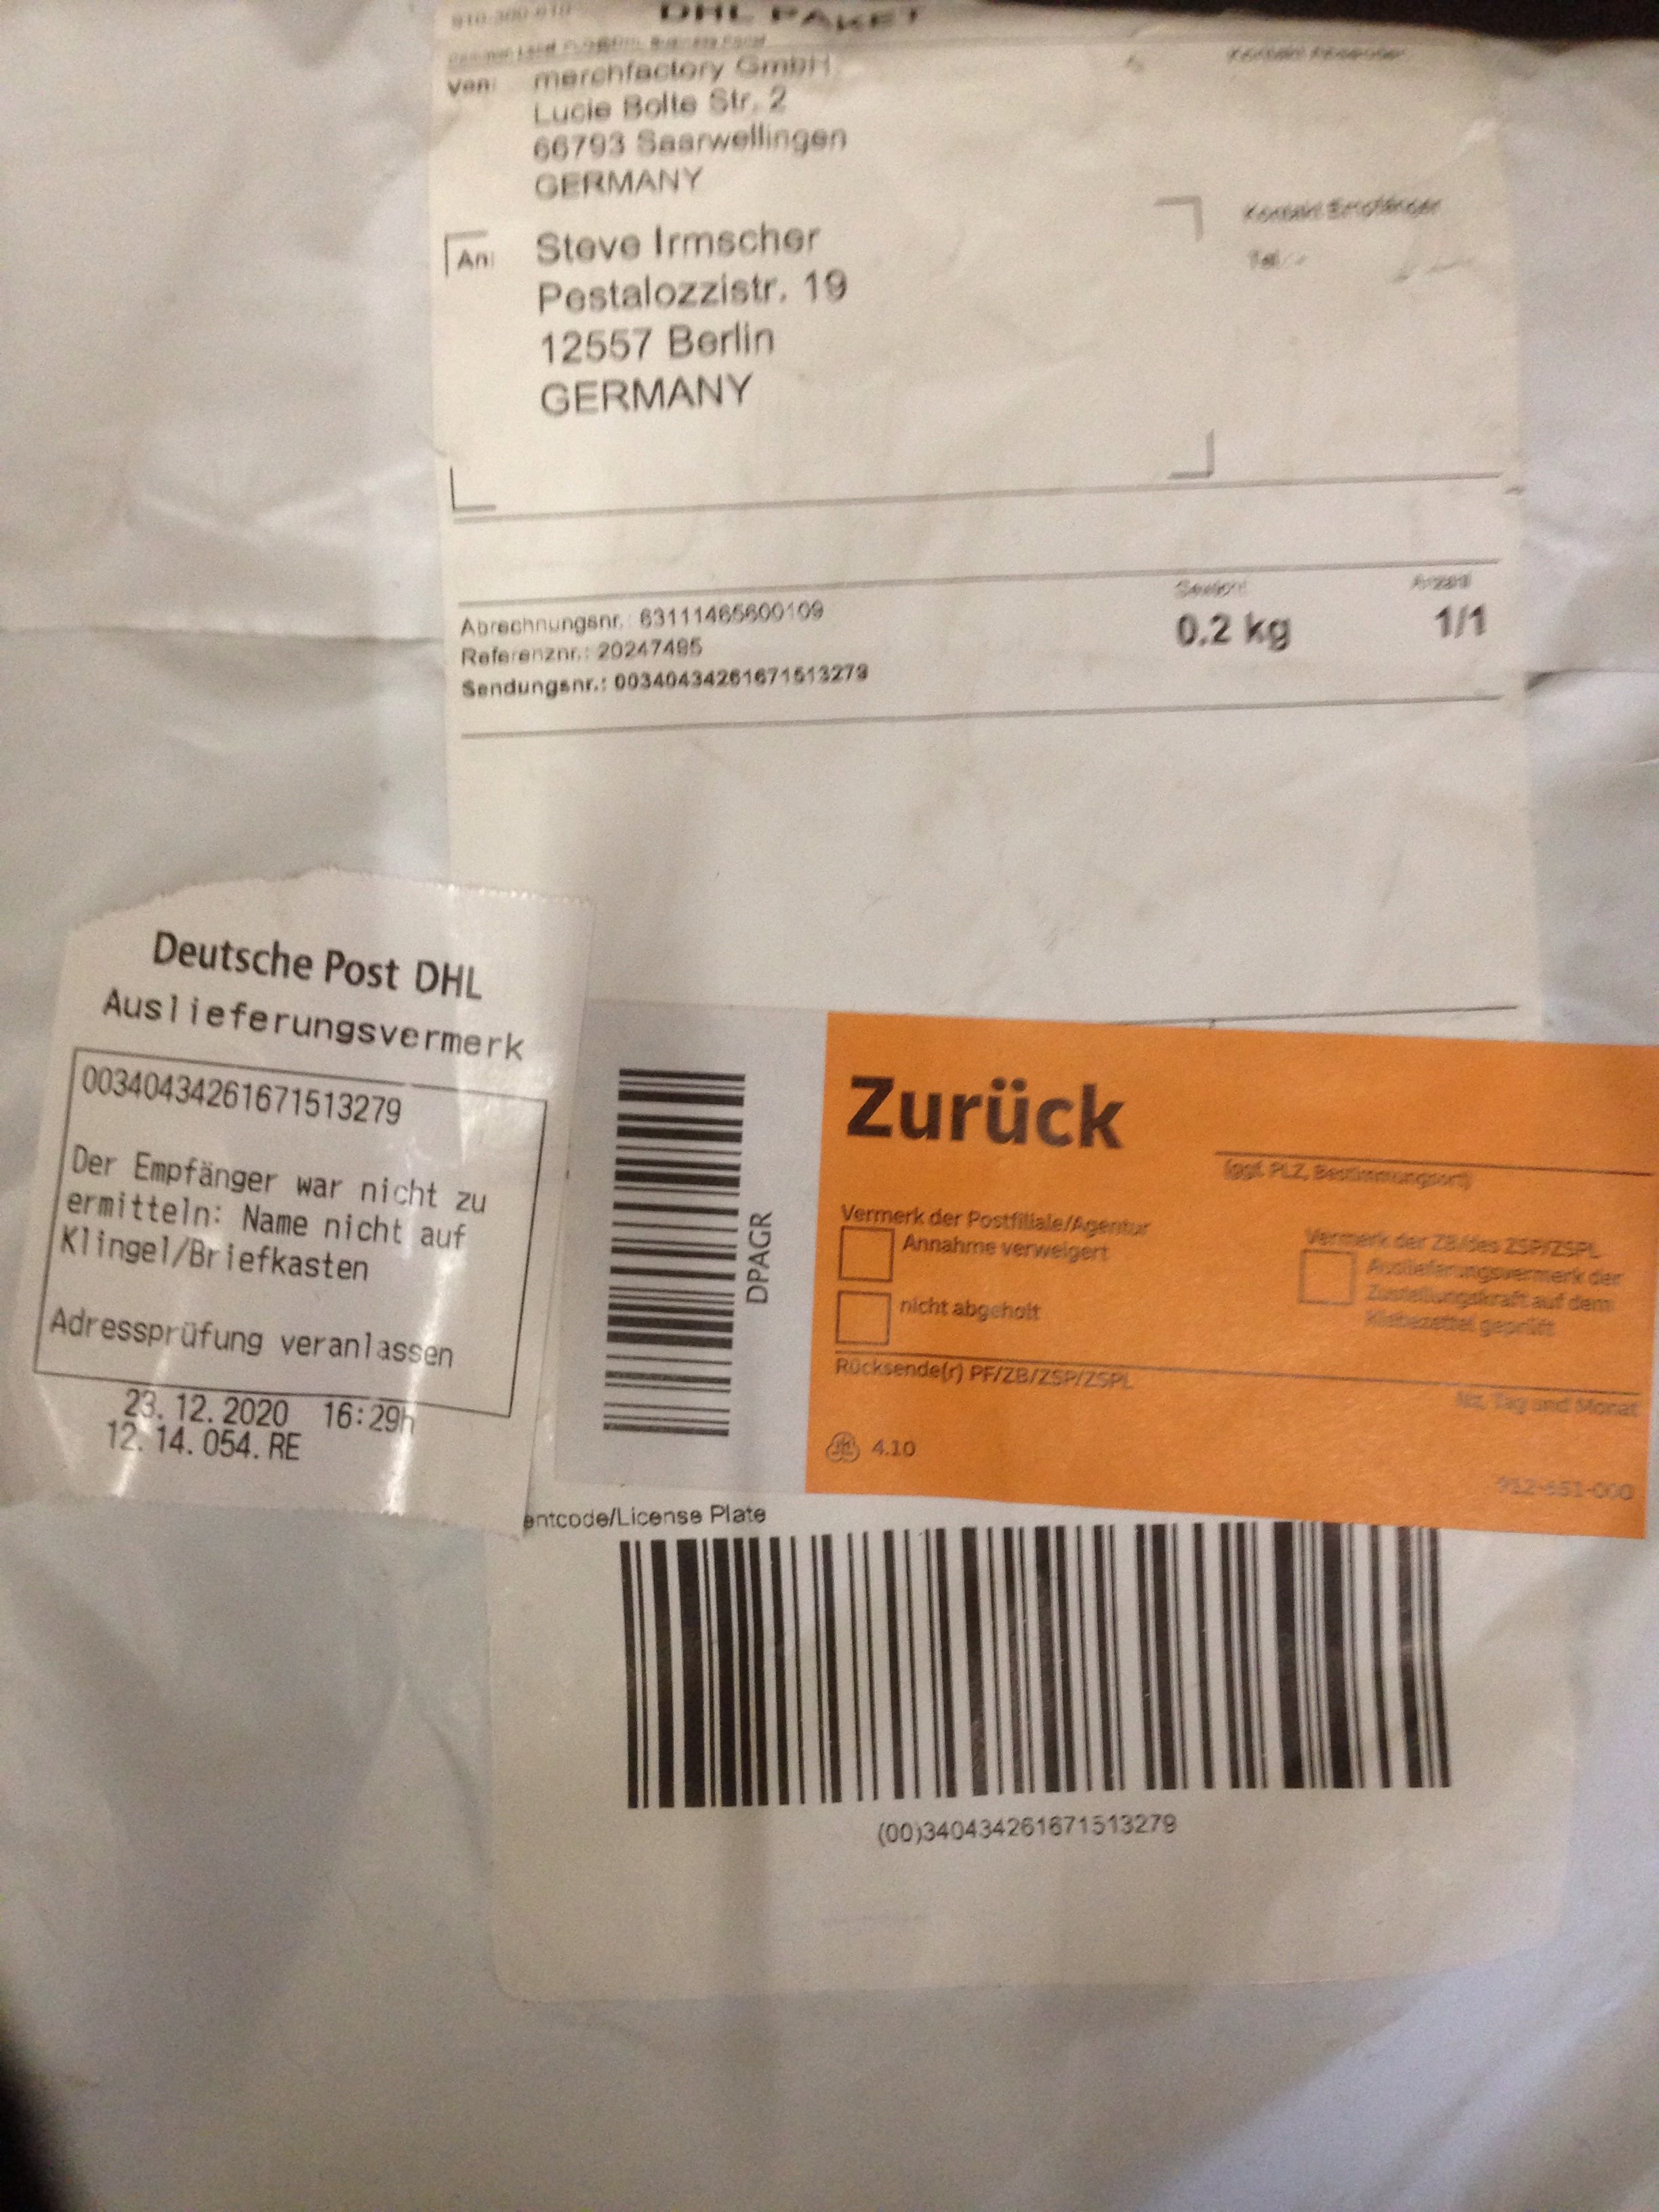 DHL PAKET
Von: merchfactory GmbH
Lucie Bolte Str. 2
66793 Saarwellingen
GERMANY
Kontakt Absender
An: Steve Irmscher
Pestalozzistr. 19
12557 Berlin
GERMANY
Kontakt Empfänger
Tel.:
Abrechnungsnr.: 63111465600109
Referenznr.: 20247495
Sendungsnr.: 00340434261671513279
Gewicht
0.2 kg
Anzahl
1/1
Deutsche Post DHL
Auslieferungsvermerk
00340434261671513279
Der Empfänger war nicht zu
ermitteln: Name nicht auf
Klingel/Briefkasten
Adressprüfung veranlassen
23.12.2020 16:29h
12.14.054.RE
DPAGR
Zurück
(ggf. PLZ, Bestimmungsort)
Vermerk der Postfiliale/Agentur
Annahme verweigert
nicht abgeholt
Vermerk der ZB/des ZSP/ZSPL
Auslieferungsvermerk der
Zustellungskraft auf dem
Klebezettel geprüft
Rücksende(r) PF/ZB/ZSP/ZSPL
Nz, Tag und Monat
4.10
912-651-000
entcode/License Plate
(00)340434261671513279